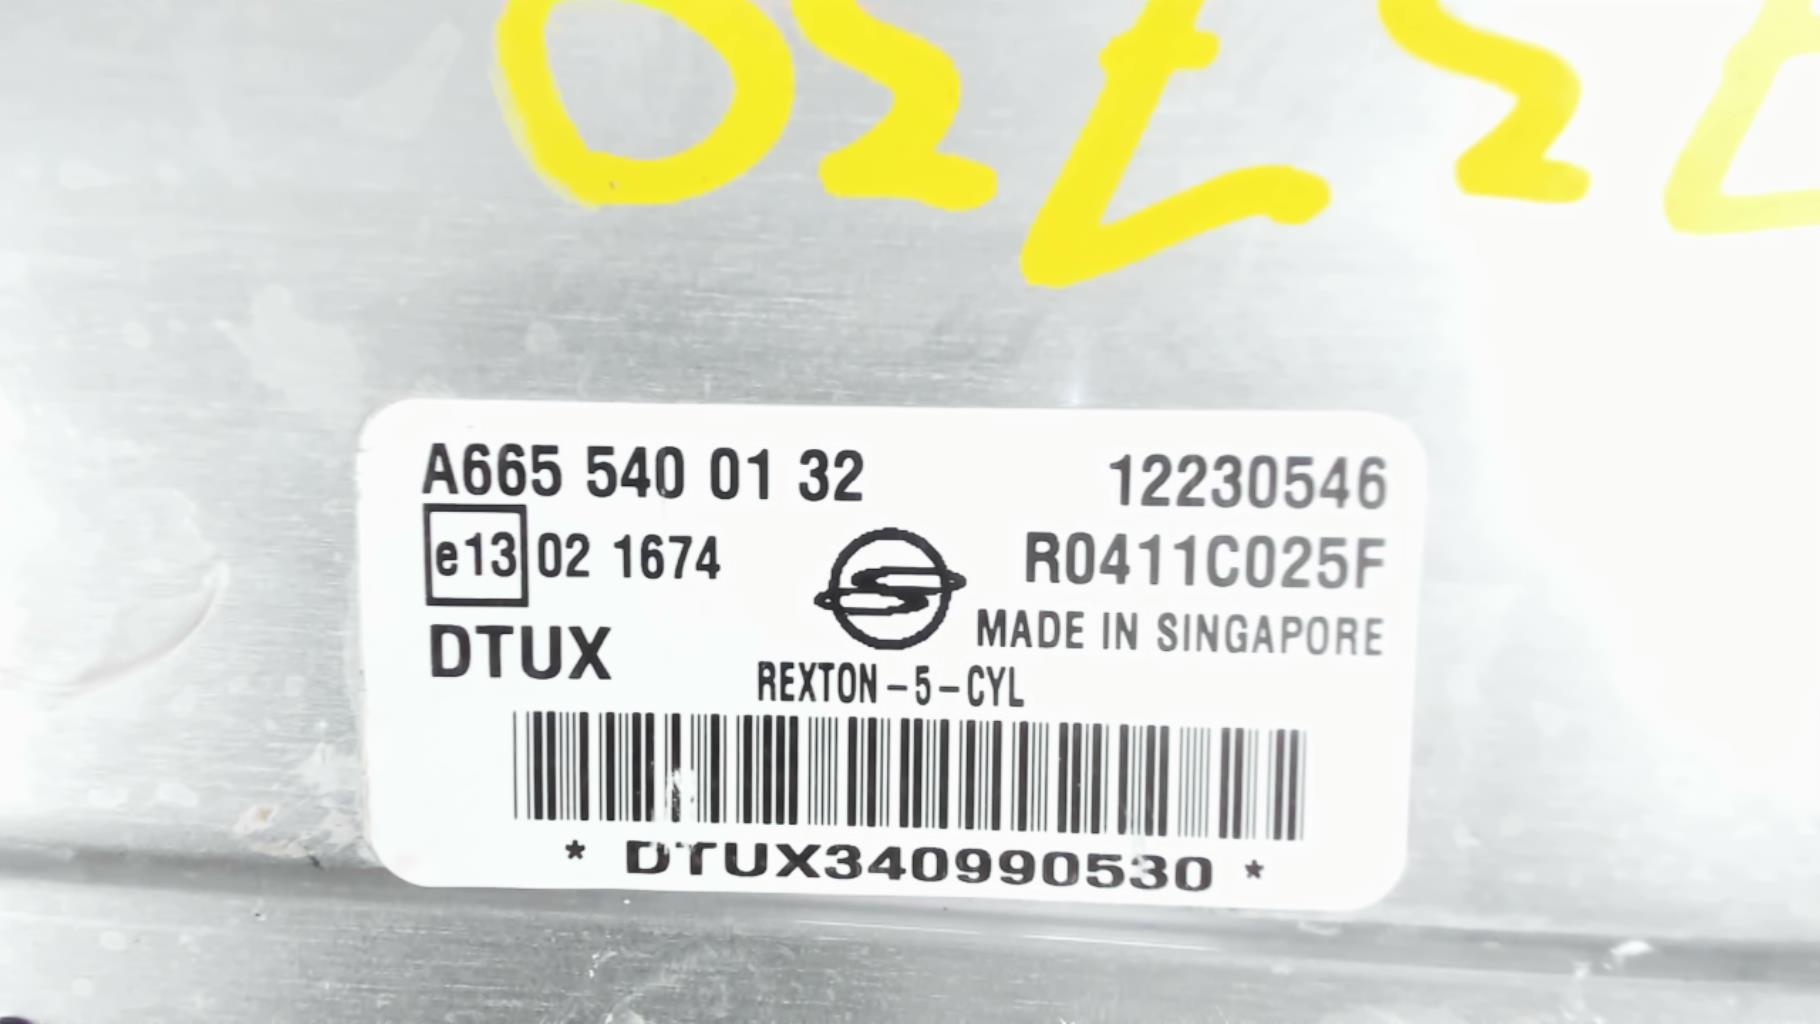 A665 540 01 32
12230546
e13 02 1674
R0411C025F
MADE IN SINGAPORE
DTUX
REXTON-5-CYL
* DTUX340990530 *